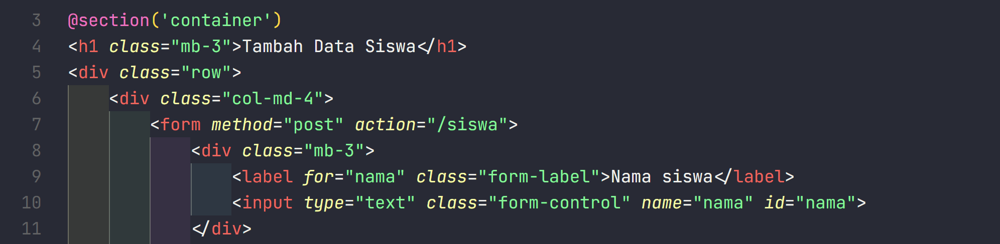 3 @section('container')
4 <h1 class="mb-3">Tambah Data Siswa</h1>
5 <div class="row">
6 <div class="col-md-4">
7 <form method="post" action="/siswa">
8 <div class="mb-3">
9 <label for="nama" class="form-label">Nama siswa</label>
10 <input type="text" class="form-control" name="nama" id="nama">
11 </div>